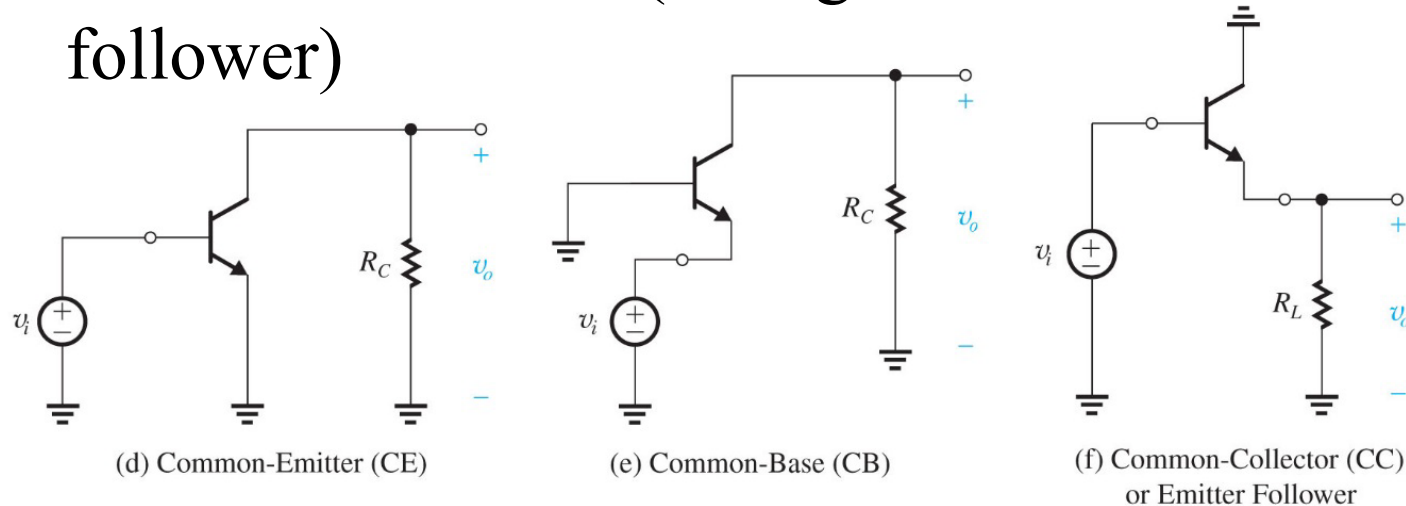 follower)
+
R_C
v_o
v_i
+
−
−
(d) Common-Emitter (CE)
+
R_C
v_o
v_i
+
−
−
(e) Common-Base (CB)
v_i
+
−
+
R_L
−
(f) Common-Collector (CC)
or Emitter Follower